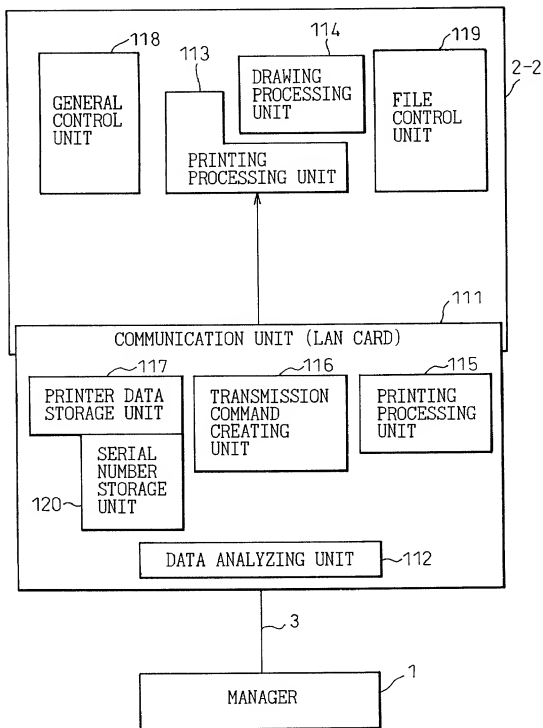 118
GENERAL
CONTROL
UNIT
113
PRINTING
PROCESSING UNIT
114
DRAWING
PROCESSING
UNIT
119
FILE
CONTROL
UNIT
2-2
111
COMMUNICATION UNIT (LAN CARD)
117
PRINTER DATA
STORAGE UNIT
SERIAL
NUMBER
STORAGE
UNIT
120
116
TRANSMISSION
COMMAND
CREATING
UNIT
115
PRINTING
PROCESSING
UNIT
DATA ANALYZING UNIT
112
3
1
MANAGER